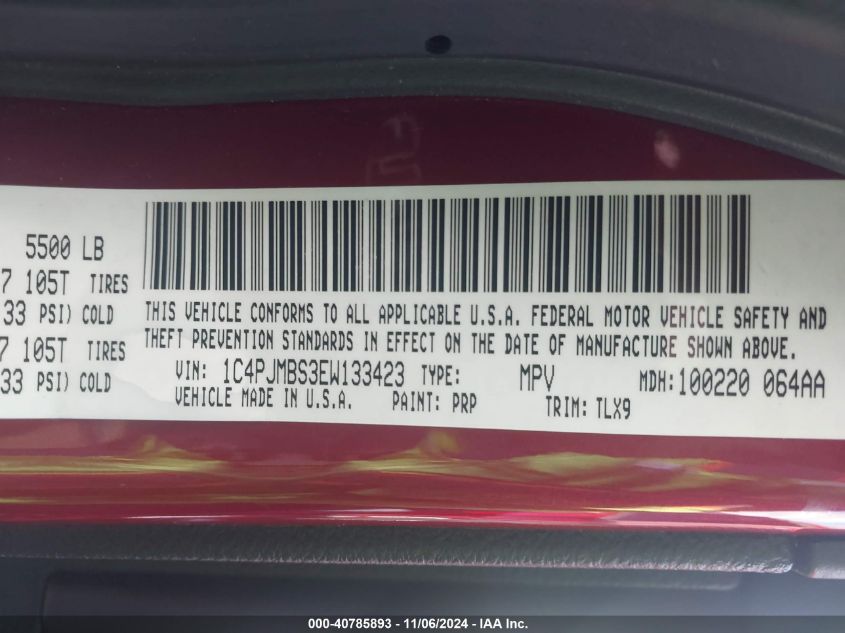 5500 LB
7 105T TIRES
33 PSI) COLD
7 105T TIRES
33 PSI) COLD
THIS VEHICLE CONFORMS TO ALL APPLICABLE U.S.A. FEDERAL MOTOR VEHICLE SAFETY AND
THEFT PREVENTION STANDARDS IN EFFECT ON THE DATE OF MANUFACTURE SHOWN ABOVE.
VIN: 1C4PJMBS3EW133423 TYPE: MPV MDH: 100220 064AA
VEHICLE MADE IN U.S.A. PAINT: PRP TRIM: TLX9
000-40785893 - 11/06/2024 - IAA Inc.